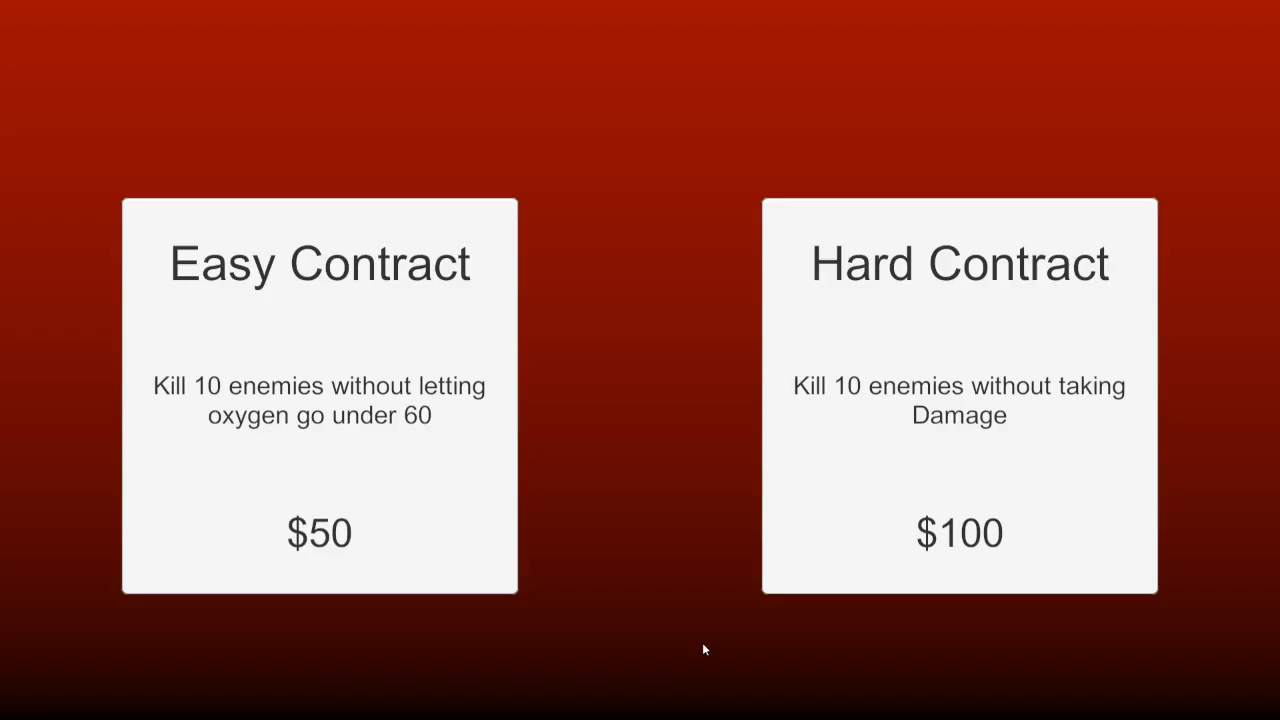 Easy Contract
Kill 10 enemies without letting
oxygen go under 60
$50
Hard Contract
Kill 10 enemies without taking
Damage
$100